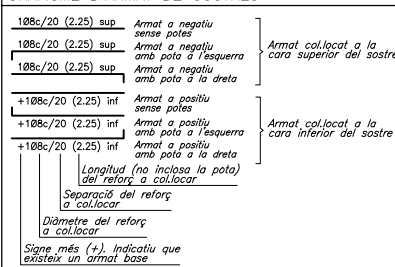 1Ø8c/20 (2.25) sup Armat a negatiu
sense potes
1Ø8c/20 (2.25) sup Armat a negatiu
amb pota a l'esquerra
1Ø8c/20 (2.25) sup Armat a negatiu
amb pota a la dreta
Armat col.locat a la
cara superior del sostre
+1Ø8c/20 (2.25) inf Armat a positiu
sense potes
+1Ø8c/20 (2.25) inf Armat a positiu
amb pota a l'esquerra
+1Ø8c/20 (2.25) inf Armat a positiu
amb pota a la dreta
Armat col.locat a la
cara inferior del sostre
Longitud (no inclosa la pota)
del reforç a col.locar
Separació del reforç
a col.locar
Diàmetre del reforç
a col.locar
Signe més (+). Indicatiu que
existeix un armat base